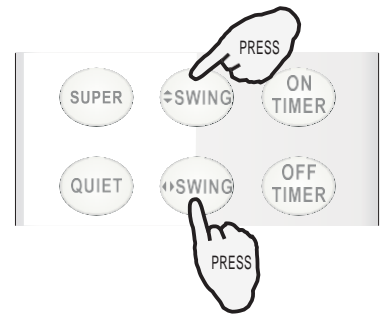 PRESS
SUPER
SWING
ON
TIMER
QUIET
SWING
OFF
TIMER
PRESS